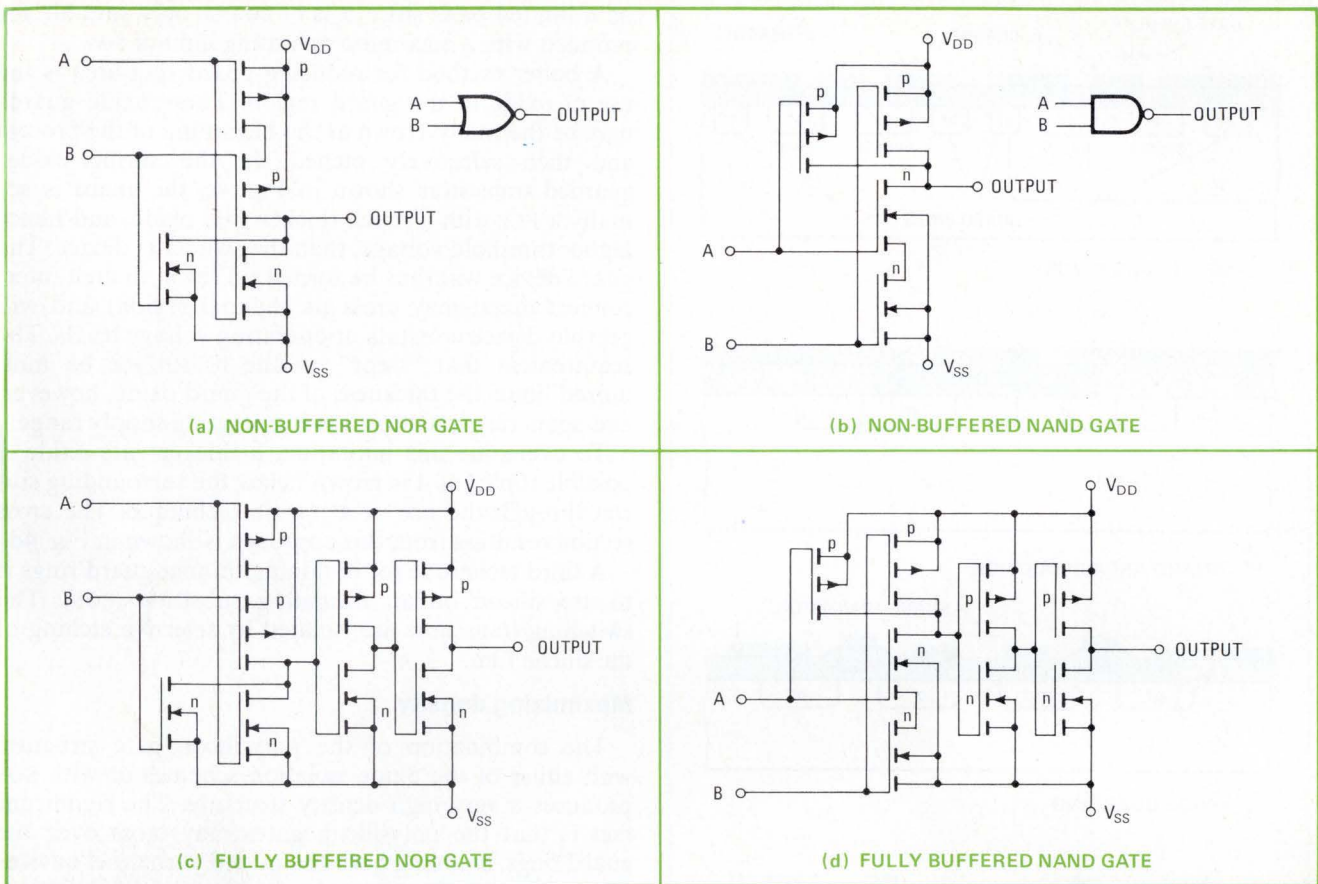 A
p
V_DD
A
B
OUTPUT
B
p
OUTPUT
n
n
V_SS
(a) NON-BUFFERED NOR GATE
V_DD
p
p
A
B
OUTPUT
n
OUTPUT
A
n
B
V_SS
(b) NON-BUFFERED NAND GATE
A
V_DD
p
p
p
B
p
OUTPUT
n
n
n
n
V_SS
(c) FULLY BUFFERED NOR GATE
V_DD
p
p
p
p
OUTPUT
n
n
n
A
n
B
V_SS
(d) FULLY BUFFERED NAND GATE